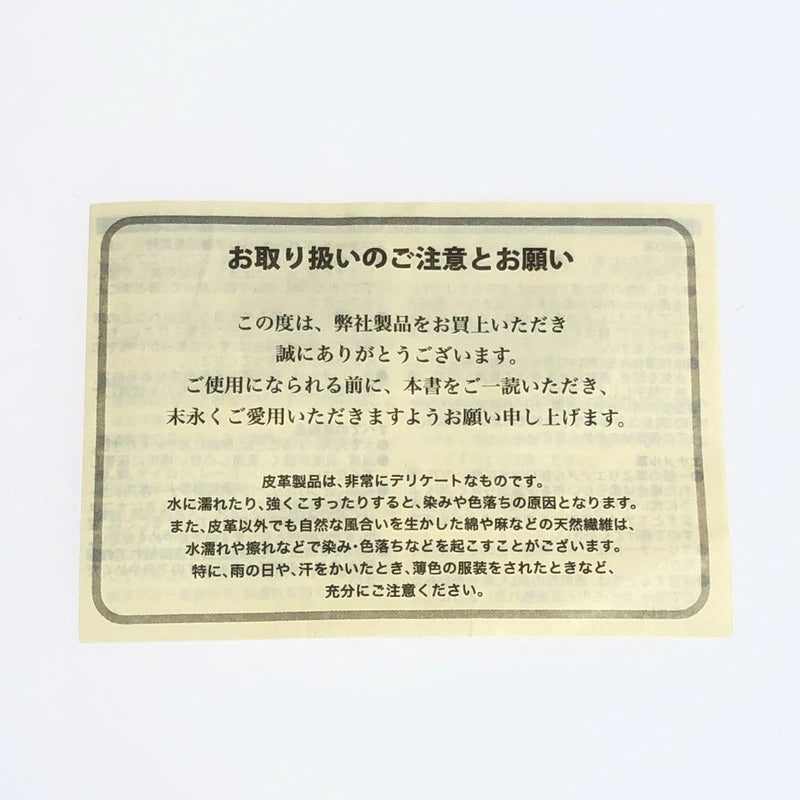 お取り扱いのご注意とお願い
この度は、弊社製品をお買上いただき
誠にありがとうございます。
ご使用になられる前に、本書をご一読いただき、
末永くご愛用いただきますようお願い申し上げます。
皮革製品は、非常にデリケートなものです。
水に濡れたり、強くこすったりすると、染みや色落ちの原因となります。
また、皮革以外でも自然な風合いを生かした綿や麻などの天然繊維は、
水濡れや擦れなどで染み・色落ちなどを起こすことがございます。
特に、雨の日や、汗をかいたとき、薄色の服装をされたときなど、
充分にご注意ください。